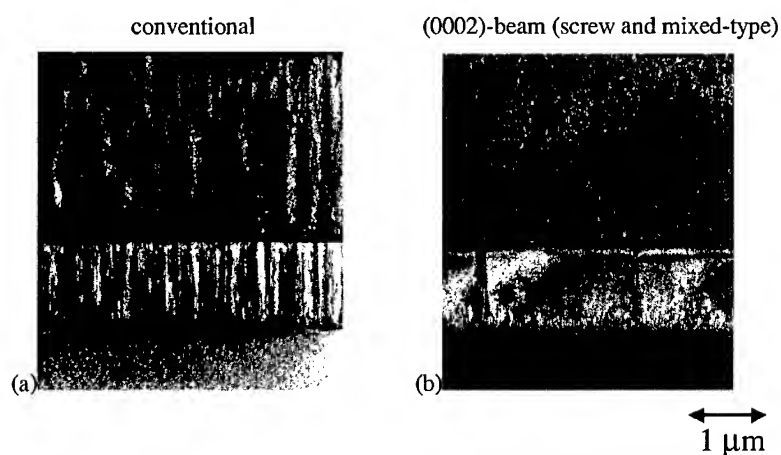 conventional
(0002)-beam (screw and mixed-type)
(a)
(b)
1 μm